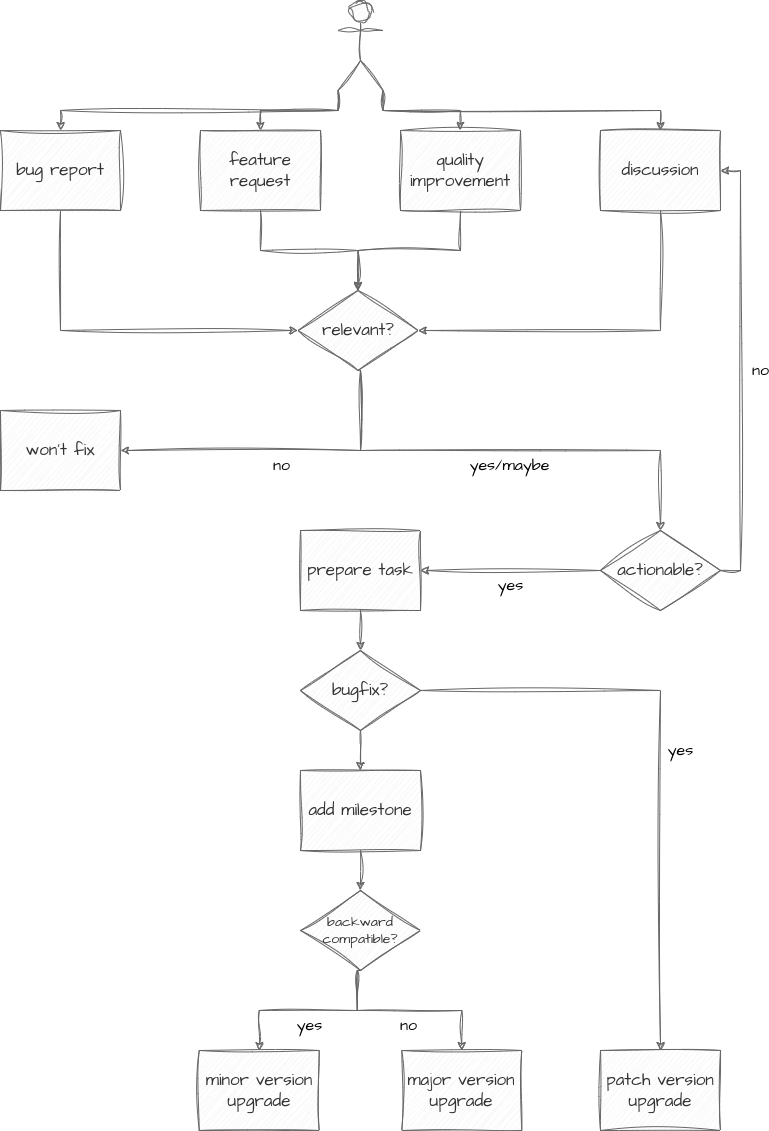 bug report
feature
request
quality
improvement
discussion
relevant?
no
won't fix
no
yes/maybe
prepare task
actionable?
yes
bugfix?
yes
add milestone
backward
compatible?
yes
no
minor version
upgrade
major version
upgrade
patch version
upgrade